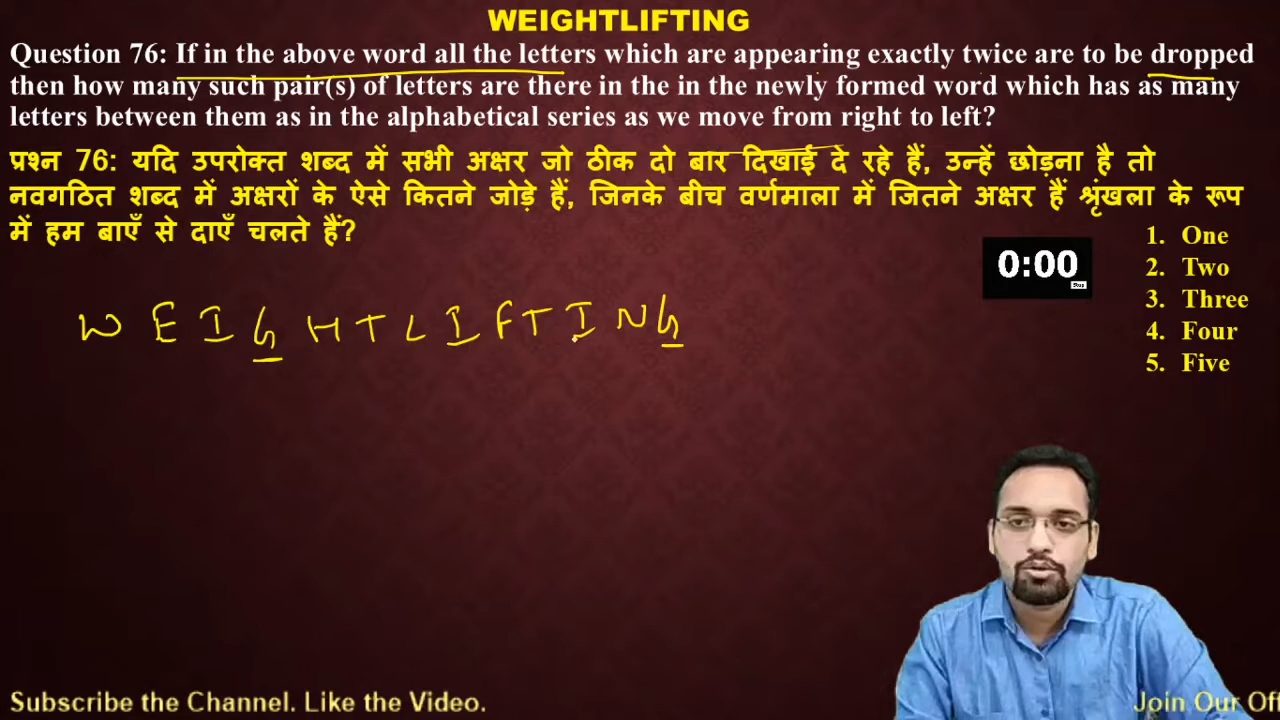 WEIGHTLIFTING
Question 76: If in the above word all the letters which are appearing exactly twice are to be dropped
then how many such pair(s) of letters are there in the in the newly formed word which has as many
letters between them as in the alphabetical series as we move from right to left?
प्रश्न 76: यदि उपरोक्त शब्द में सभी अक्षर जो ठीक दो बार दिखाई दे रहे हैं, उन्हें छोड़ना है तो
नवगठित शब्द में अक्षरों के ऐसे कितने जोड़े हैं, जिनके बीच वर्णमाला में जितने अक्षर हैं श्रृंखला के रूप
में हम बाएँ से दाएँ चलते हैं?
1. One
2. Two
3. Three
4. Four
5. Five
0:00
Stop
W E I G H T L I F T I N G
Subscribe the Channel. Like the Video.
Join Our Off